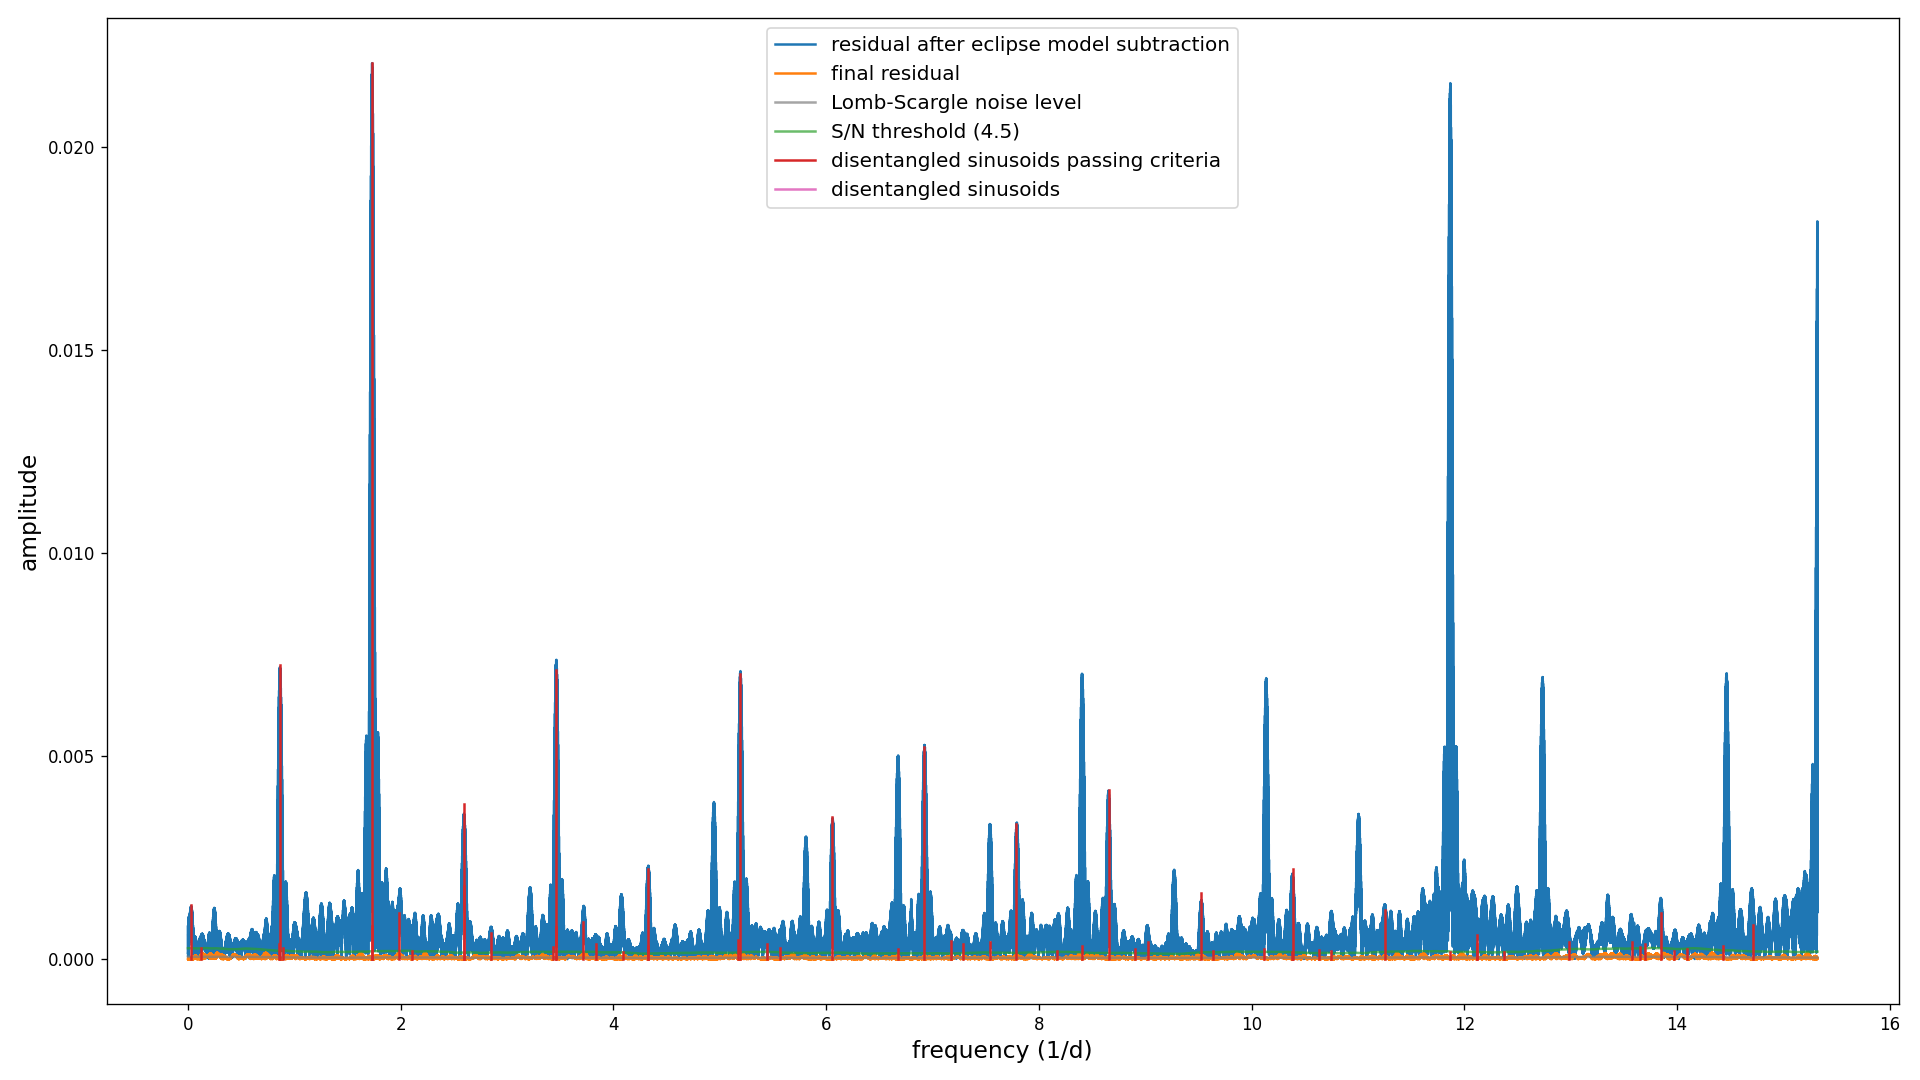 residual after eclipse model subtraction
final residual
Lomb-Scargle noise level
S/N threshold (4.5)
disentangled sinusoids passing criteria
disentangled sinusoids
amplitude
0.020
0.015
0.010
0.005
0.000
0 2 4 6 8 10 12 14 16
frequency (1/d)